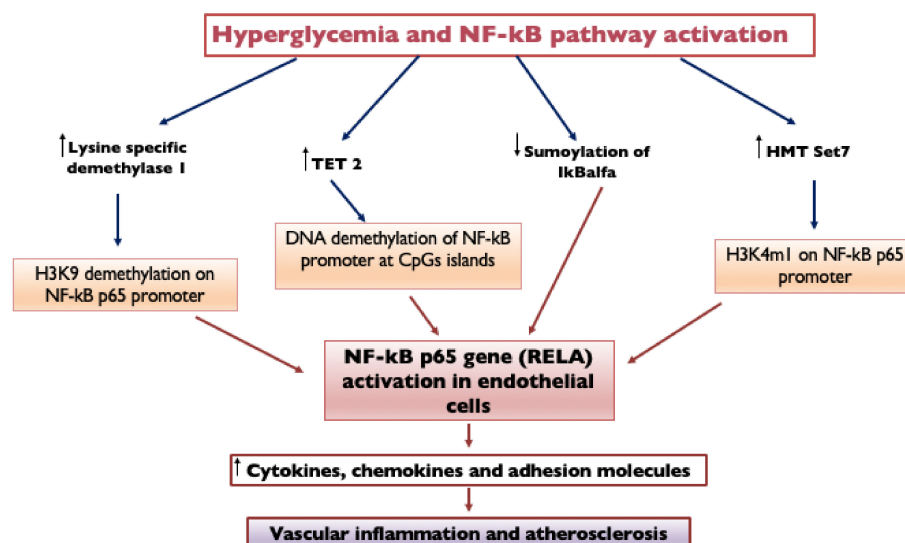 Hyperglycemia and NF-kB pathway activation
↑Lysine specific
demethylase 1
↑TET 2
↓ Sumoylation of
IkBalfa
↑HMT Set7
H3K9 demethylation on
NF-kB p65 promoter
DNA demethylation of NF-kB
promoter at CpGs islands
H3K4m1 on NF-kB p65
promoter
NF-kB p65 gene (RELA)
activation in endothelial
cells
↑ Cytokines, chemokines and adhesion molecules
Vascular inflammation and atherosclerosis